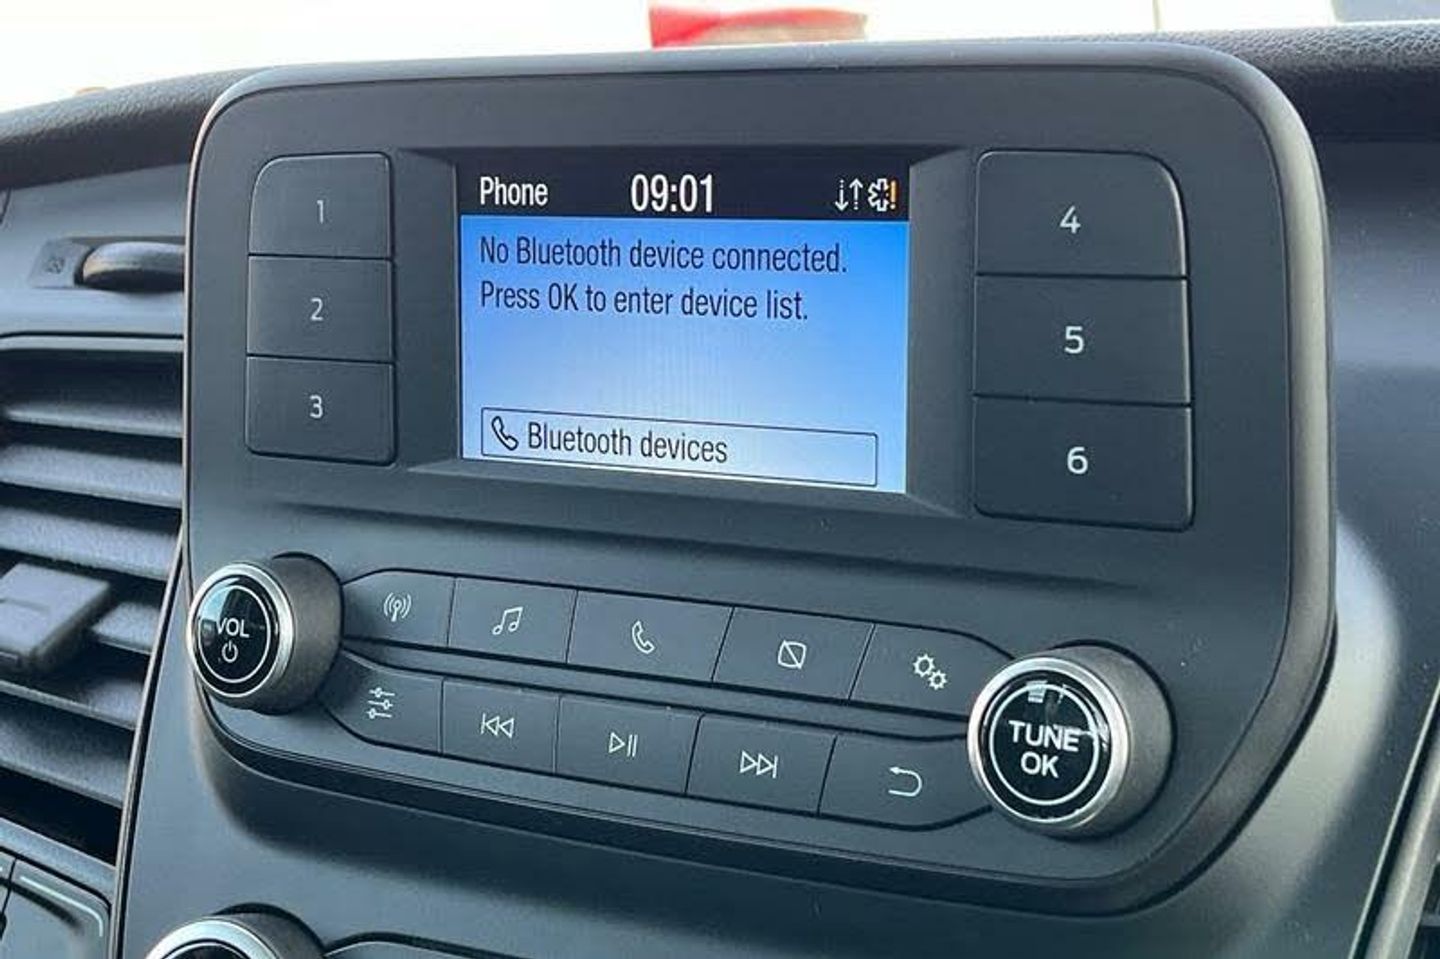 Phone 09:01
No Bluetooth device connected.
Press OK to enter device list.
Bluetooth devices
1
2
3
4
5
6
VOL
TUNE
OK